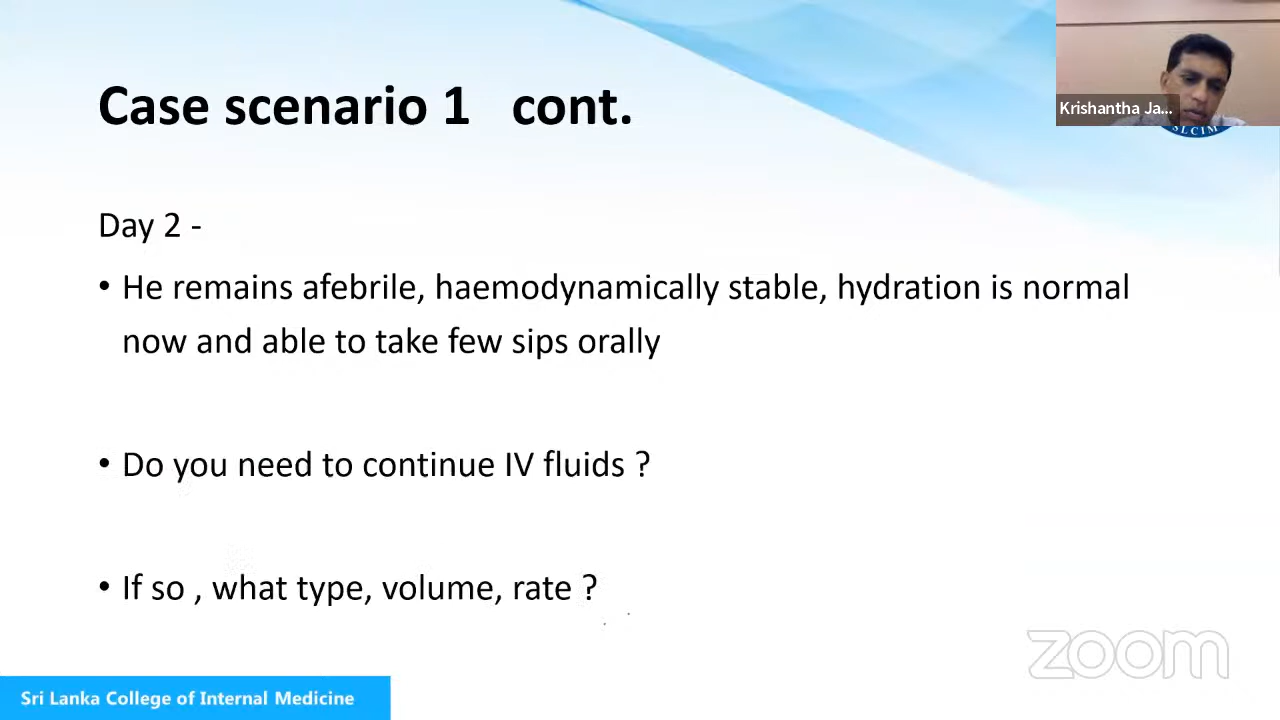 Case scenario 1 cont.
Krishantha Ja...
SLCIM
Day 2 -
• He remains afebrile, haemodynamically stable, hydration is normal
now and able to take few sips orally
• Do you need to continue IV fluids ?
• If so , what type, volume, rate ?
zoom
Sri Lanka College of Internal Medicine